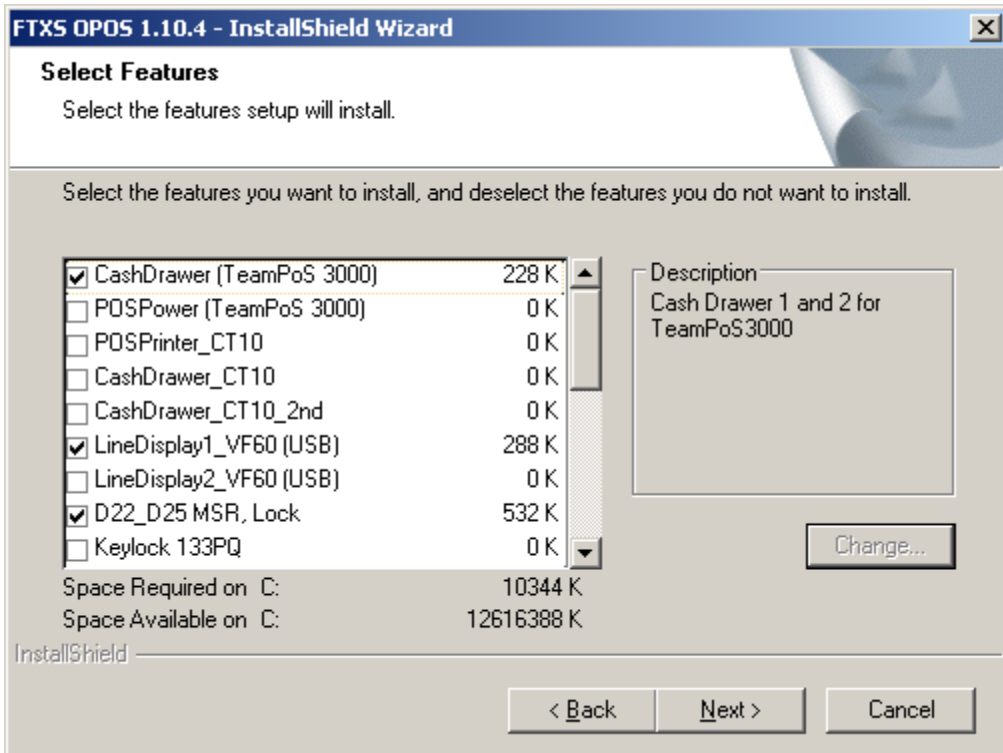 FTXS OPOS 1.10.4 - InstallShield Wizard
Select Features
Select the features setup will install.
Select the features you want to install, and deselect the features you do not want to install.
CashDrawer (TeamPoS 3000) 228 K
POSPower (TeamPoS 3000) 0 K
POSPrinter_CT10 0 K
CashDrawer_CT10 0 K
CashDrawer_CT10_2nd 0 K
LineDisplay1_VF60 (USB) 288 K
LineDisplay2_VF60 (USB) 0 K
D22_D25 MSR, Lock 532 K
Keylock 133PQ 0 K
Description
Cash Drawer 1 and 2 for
TeamPoS3000
Change...
Space Required on C: 10344 K
Space Available on C: 12616388 K
InstallShield
< Back Next > Cancel